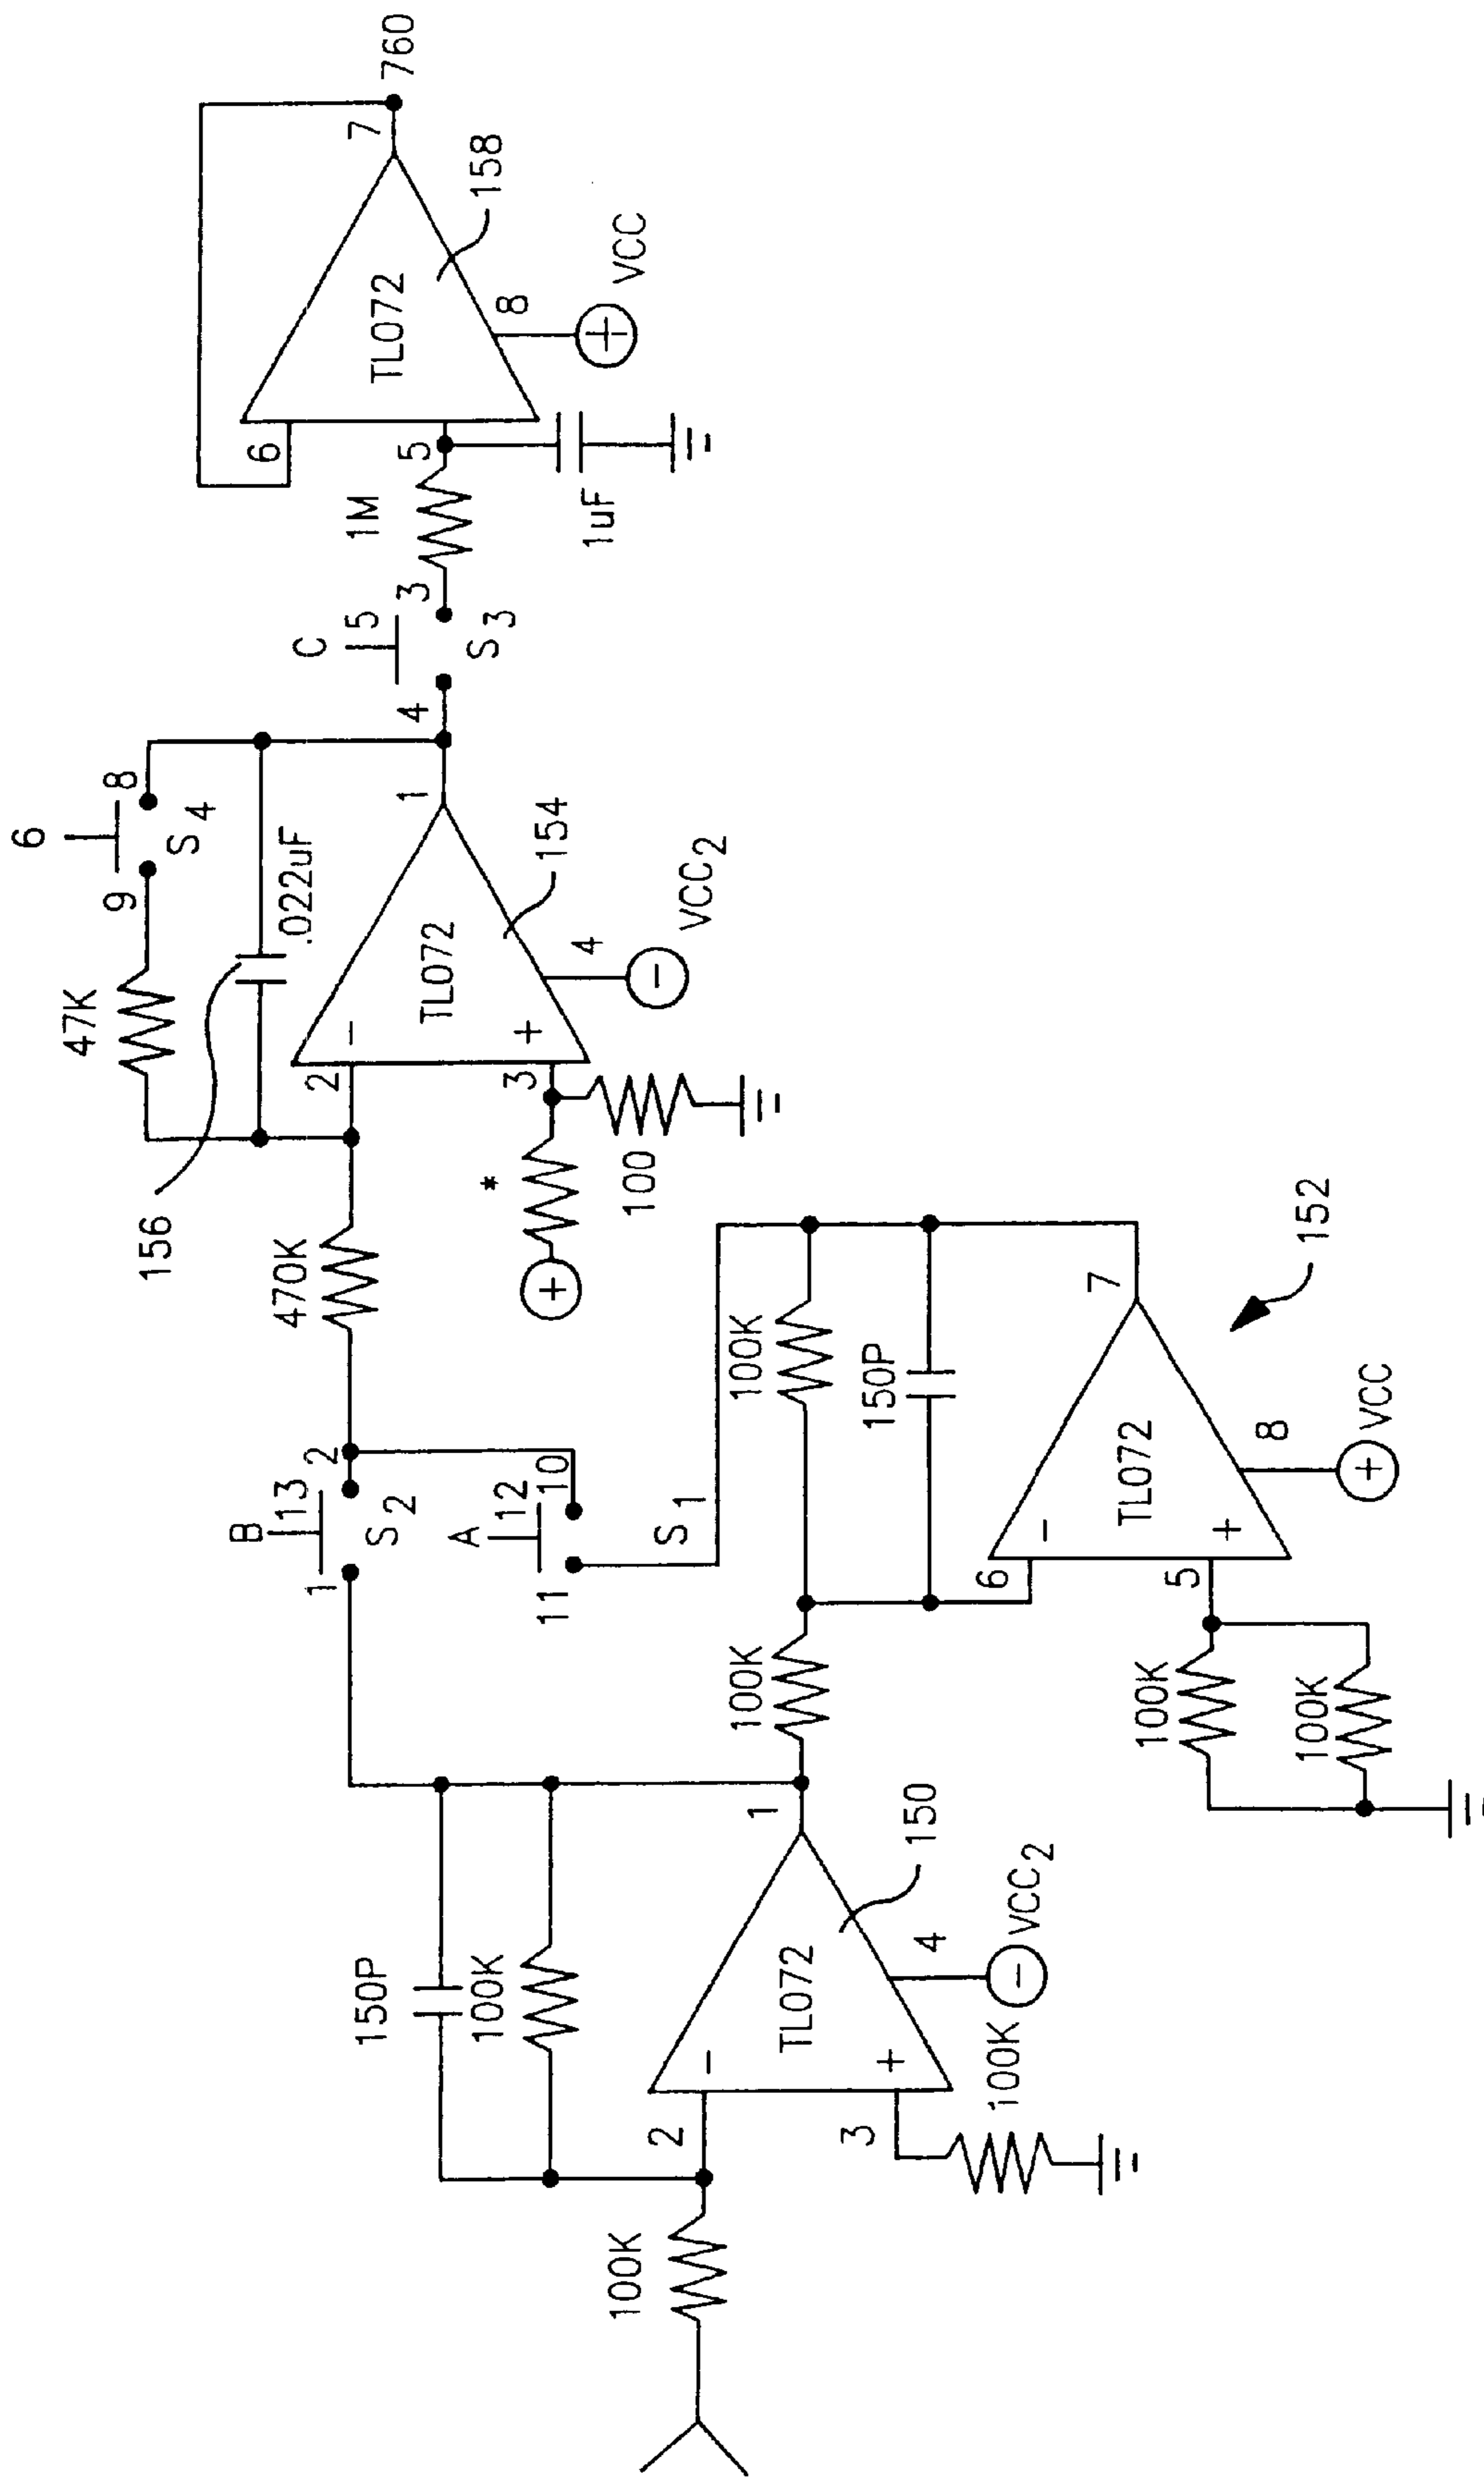 100K
150P
100K
2
3
TL072
-
+
100K
4
VCC2
150
1
100K
100K
100K
5
6
-
+
TL072
8
VCC
7
152
100K
150P
B
13
1
2
S2
A
12
11
10
S1
470K
156
*
+
100
47K
.022uF
9
8
6
S4
2
3
-
+
TL072
4
VCC2
154
1
4
C
5
3
S3
1M
1uF
6
5
TL072
8
VCC
158
7
760